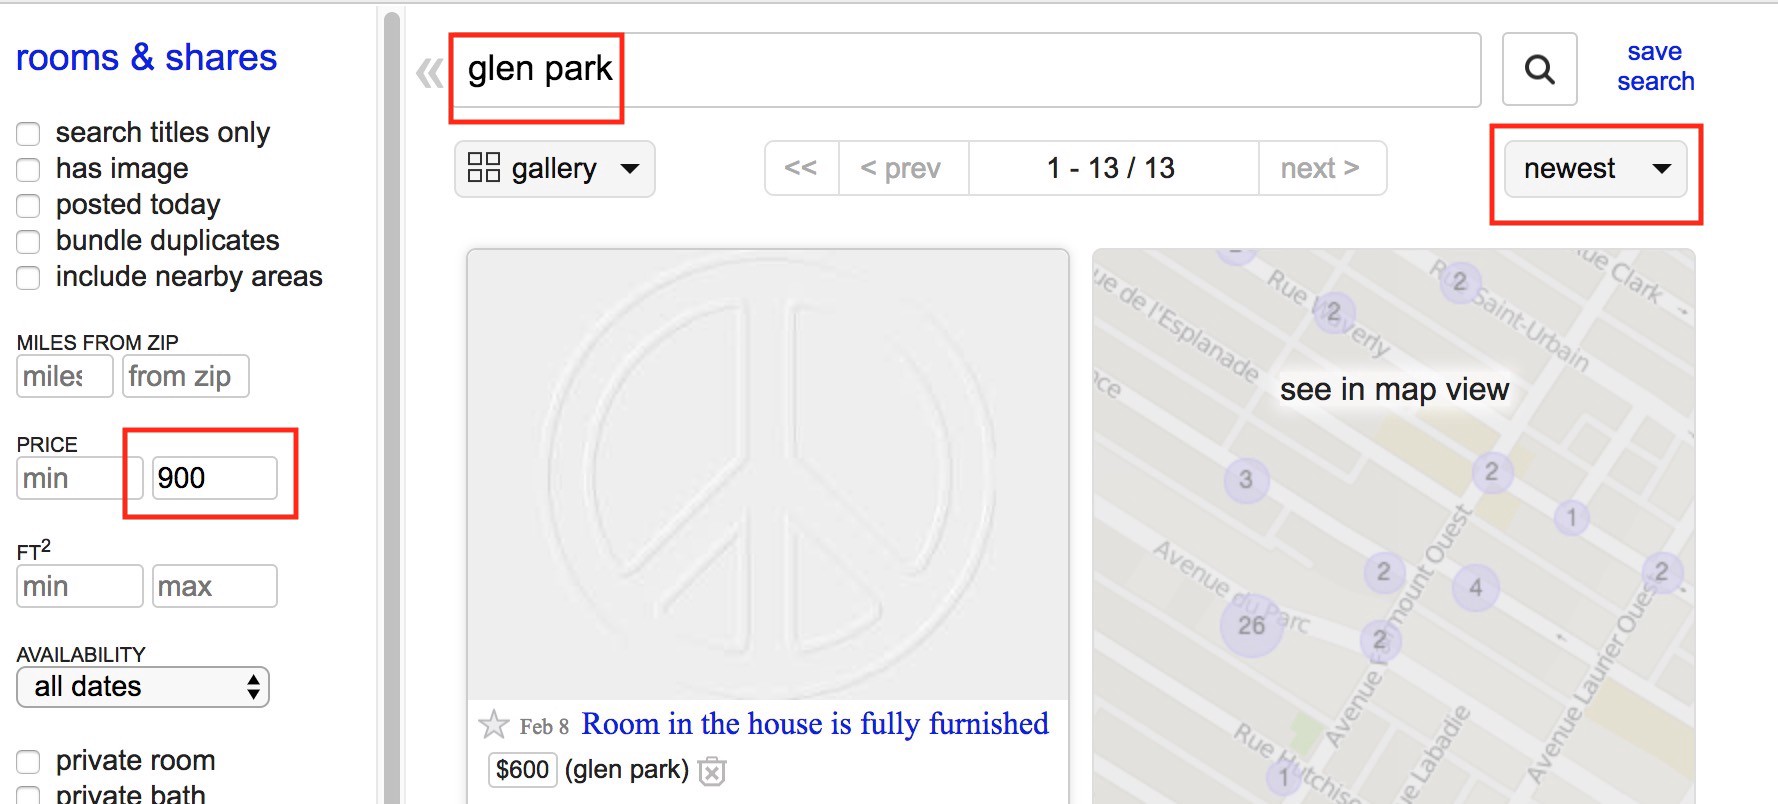 rooms & shares
search titles only
has image
posted today
bundle duplicates
include nearby areas
MILES FROM ZIP
miles from zip
PRICE
min 900
FT2
min max
AVAILABILITY
all dates
private room
private bath
«
glen park
save
search
gallery
<< < prev 1 - 13 / 13 next >
newest
Feb 8 Room in the house is fully furnished
$600 (glen park)
see in map view
2
2
2
Rue Waverly
Saint-Urbain
Rue Clark
Rue de l'Esplanade
3
2
1
2
4
2
26
2
1
Avenue du Parc
Avenue Fairmount Ouest
Avenue Laurier Ouest
Rue Hutchison
Labadie